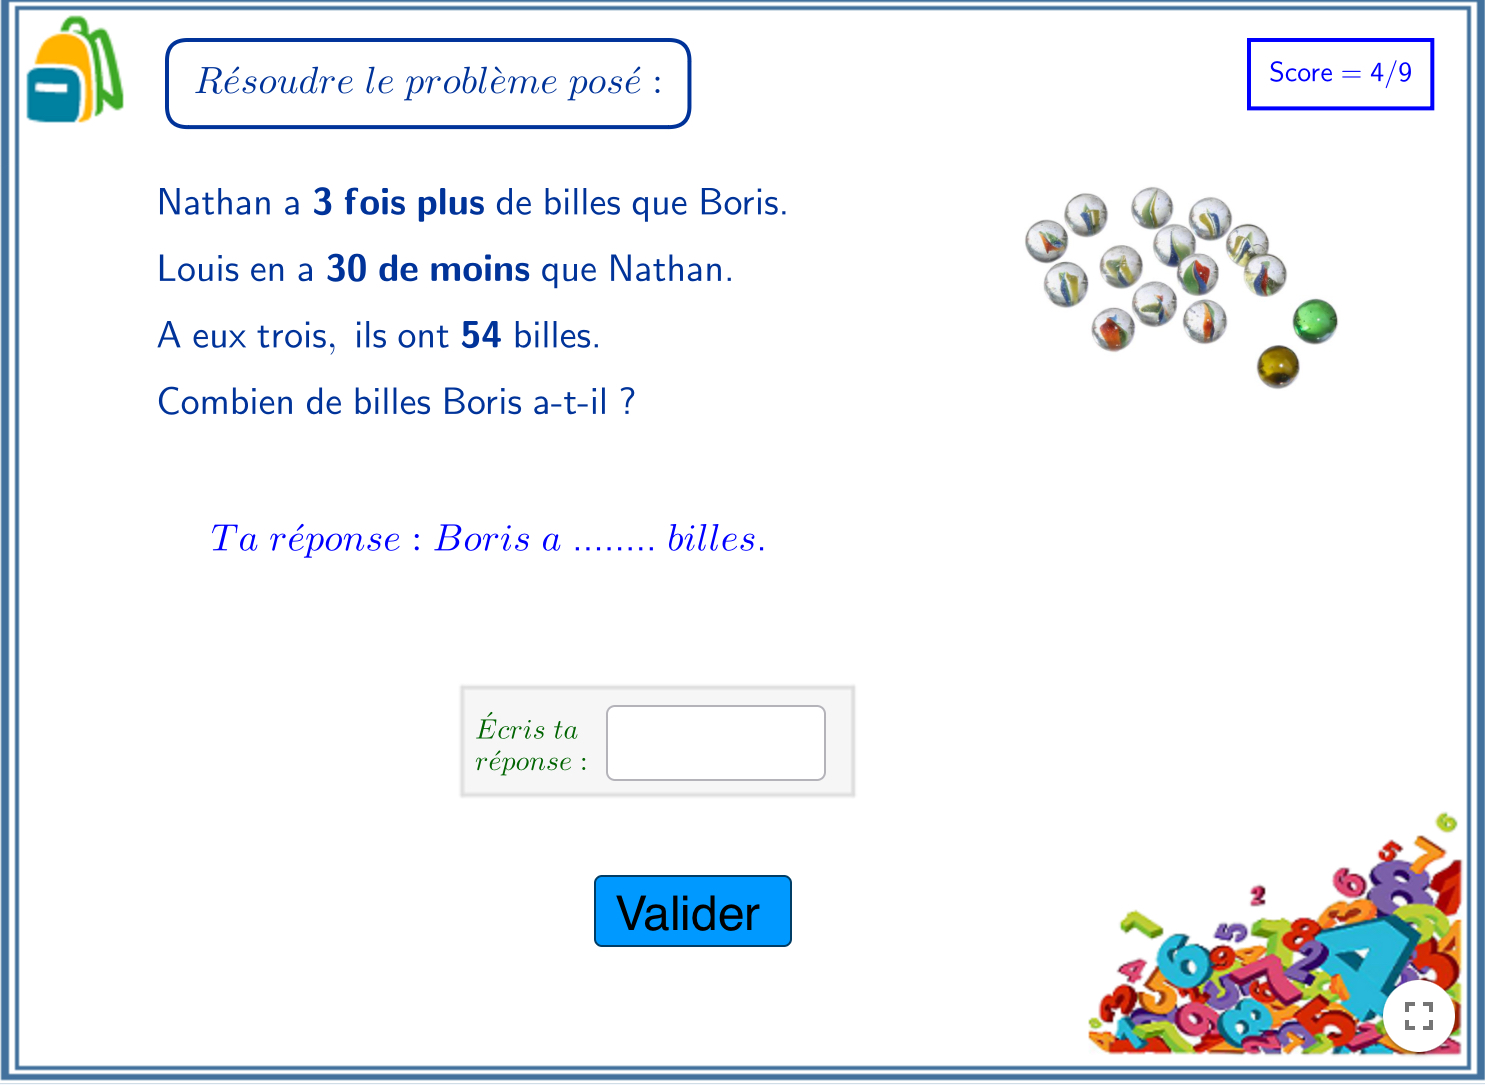 Résoudre le problème posé :
Score = 4/9
Nathan a 3 fois plus de billes que Boris.
Louis en a 30 de moins que Nathan.
A eux trois, ils ont 54 billes.
Combien de billes Boris a-t-il ?
Ta réponse : Boris a ........ billes.
Écris ta
réponse :
Valider